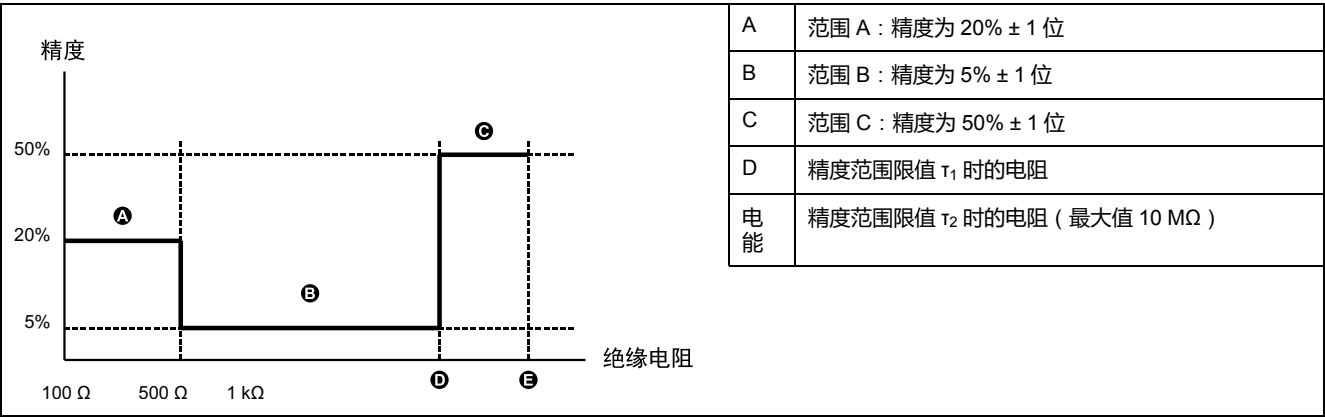 精度
50%
20%
5%
A
B
C
绝缘电阻
D
E
100 Ω 500 Ω 1 kΩ
A 范围 A：精度为 20% ± 1 位
B 范围 B：精度为 5% ± 1 位
C 范围 C：精度为 50% ± 1 位
D 精度范围限值 τ₁ 时的电阻
电
能 精度范围限值 τ₂ 时的电阻（最大值 10 MΩ）